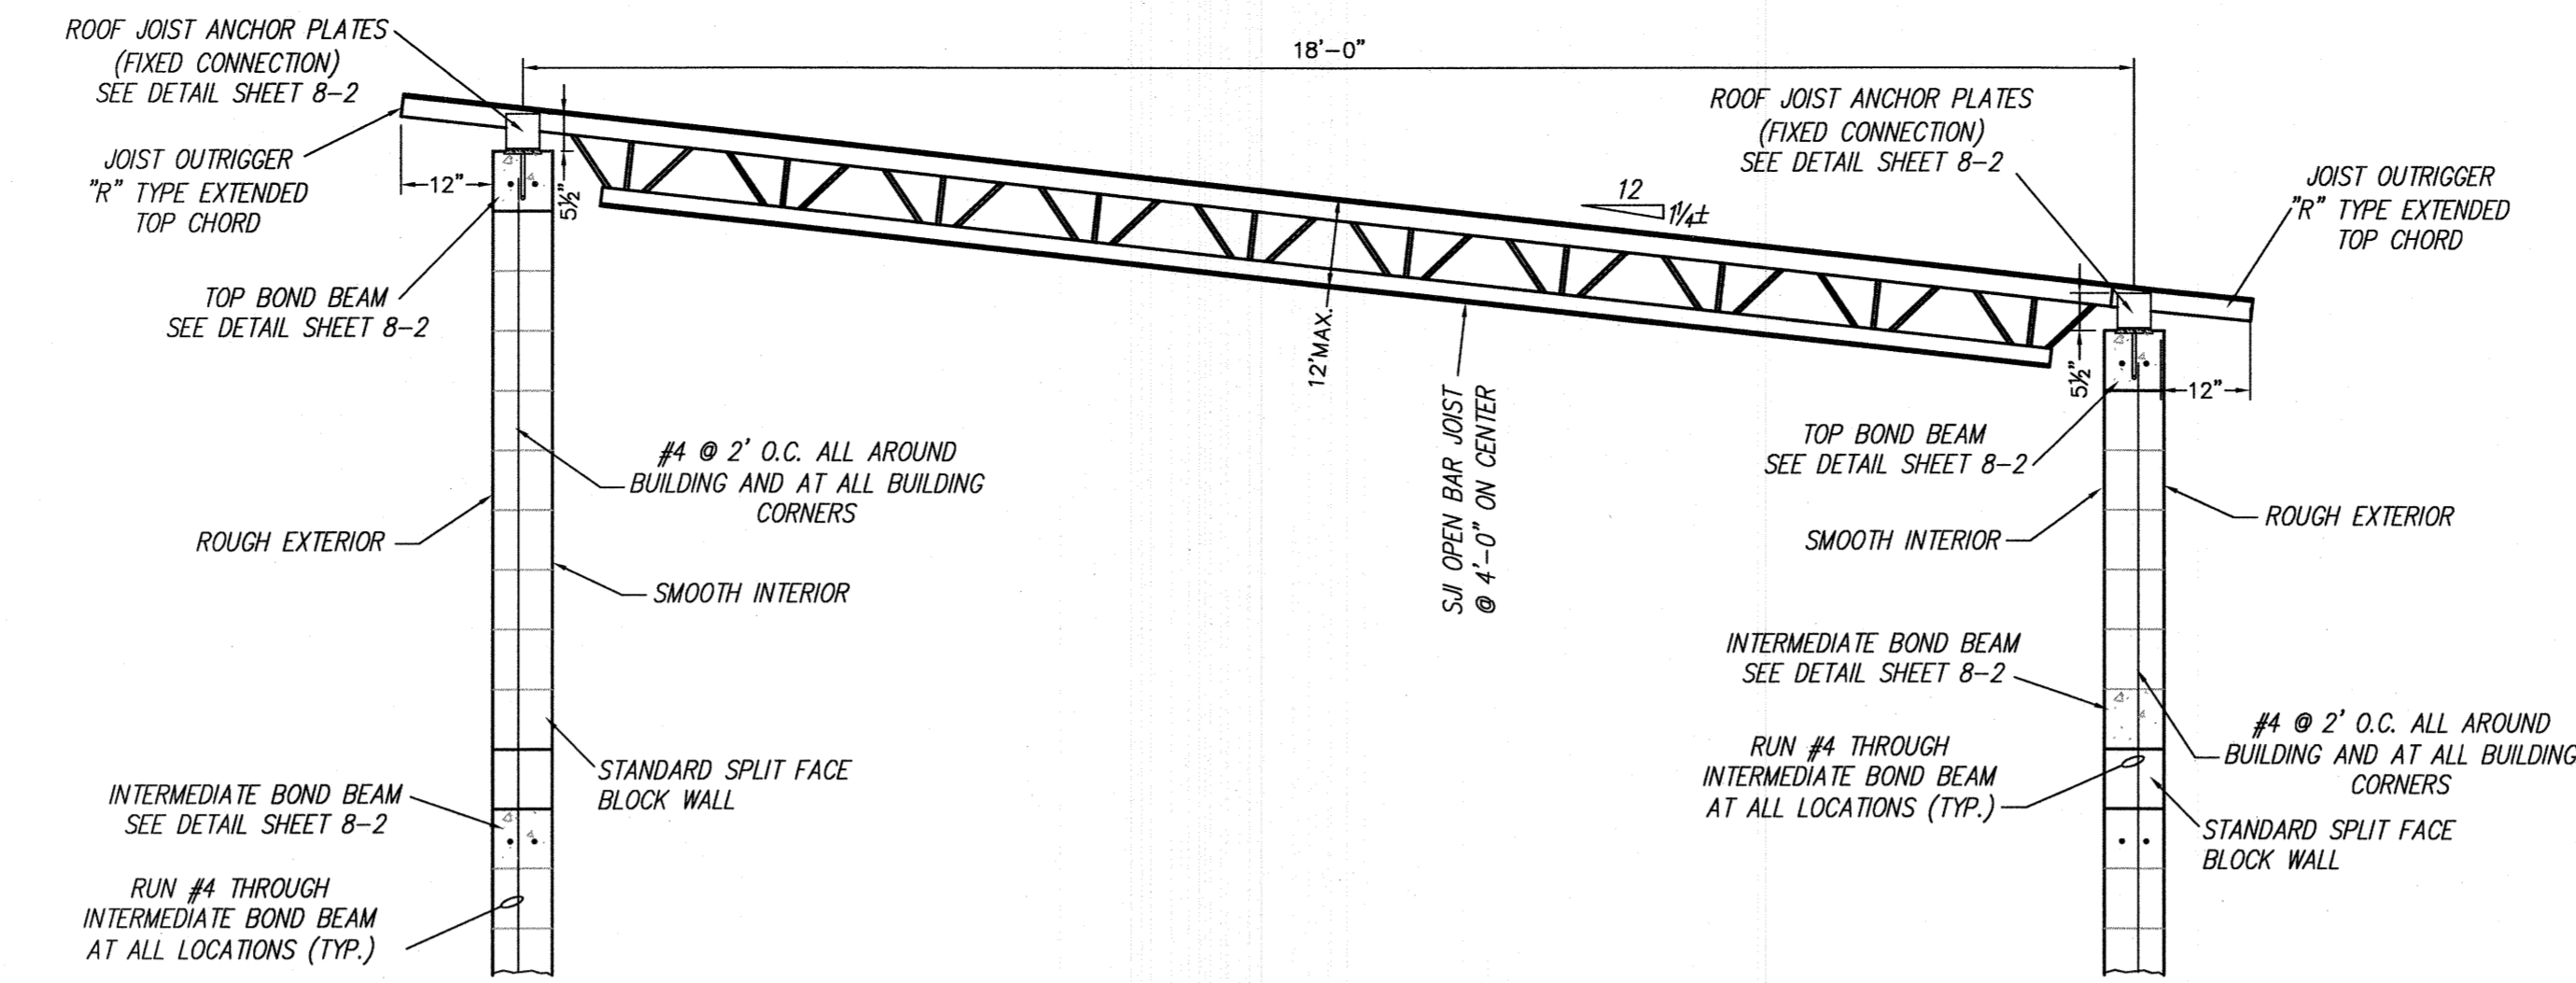 ROOF JOIST ANCHOR PLATES
(FIXED CONNECTION)
SEE DETAIL SHEET 8-2
JOIST OUTRIGGER
"R" TYPE EXTENDED
TOP CHORD
12"
5½"
TOP BOND BEAM
SEE DETAIL SHEET 8-2
18'-0"
ROOF JOIST ANCHOR PLATES
(FIXED CONNECTION)
SEE DETAIL SHEET 8-2
12
1¼±
JOIST OUTRIGGER
"R" TYPE EXTENDED
TOP CHORD
12'MAX.
SJI OPEN BAR JOIST
@ 4'-0" ON CENTER
5½"
12"
TOP BOND BEAM
SEE DETAIL SHEET 8-2
#4 @ 2' O.C. ALL AROUND
BUILDING AND AT ALL BUILDING
CORNERS
ROUGH EXTERIOR
SMOOTH INTERIOR
SMOOTH INTERIOR
ROUGH EXTERIOR
INTERMEDIATE BOND BEAM
SEE DETAIL SHEET 8-2
#4 @ 2' O.C. ALL AROUND
BUILDING AND AT ALL BUILDING
CORNERS
STANDARD SPLIT FACE
BLOCK WALL
INTERMEDIATE BOND BEAM
SEE DETAIL SHEET 8-2
RUN #4 THROUGH
INTERMEDIATE BOND BEAM
AT ALL LOCATIONS (TYP.)
RUN #4 THROUGH
INTERMEDIATE BOND BEAM
AT ALL LOCATIONS (TYP.)
STANDARD SPLIT FACE
BLOCK WALL